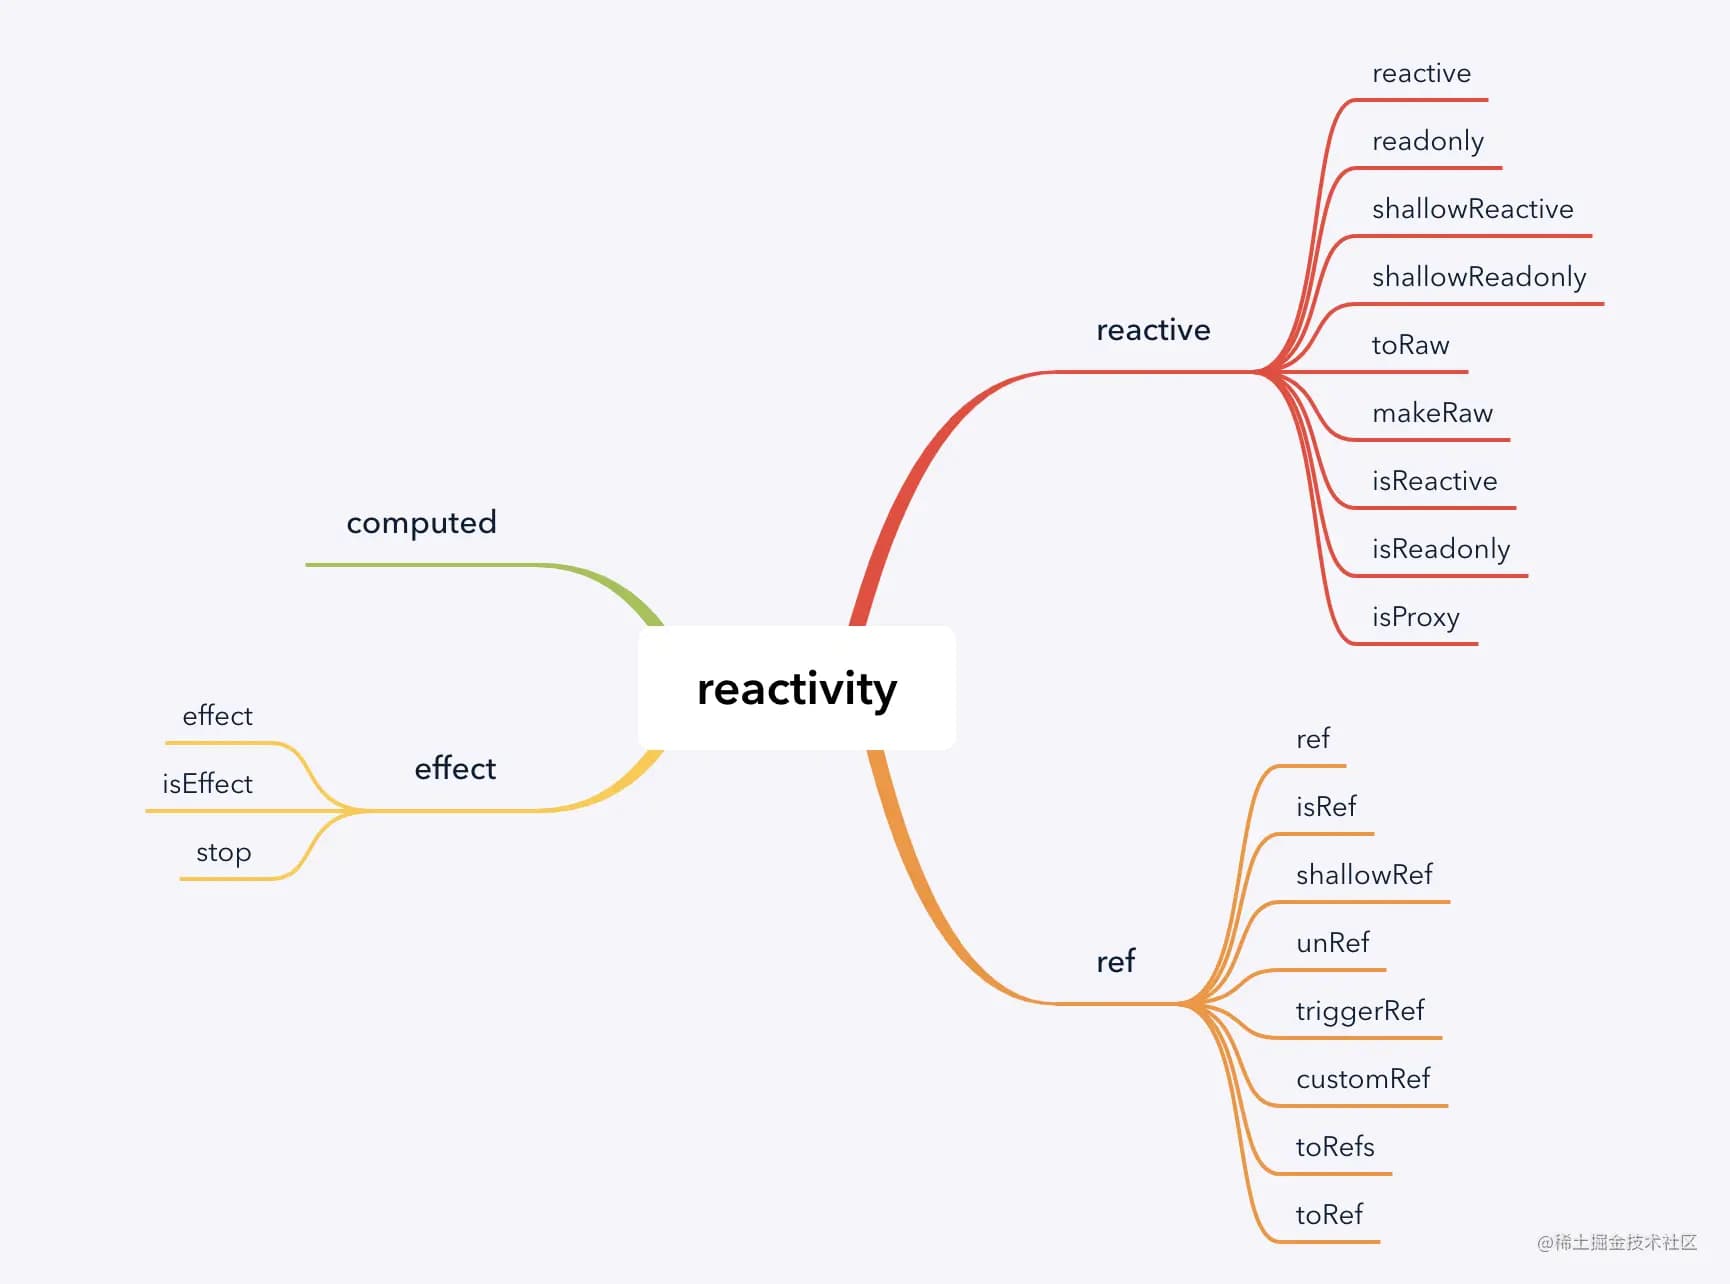 reactivity
reactive
reactive
readonly
shallowReactive
shallowReadonly
toRaw
makeRaw
isReactive
isReadonly
isProxy
ref
ref
isRef
shallowRef
unRef
triggerRef
customRef
toRefs
toRef
computed
effect
effect
isEffect
stop
@稀土掘金技术社区